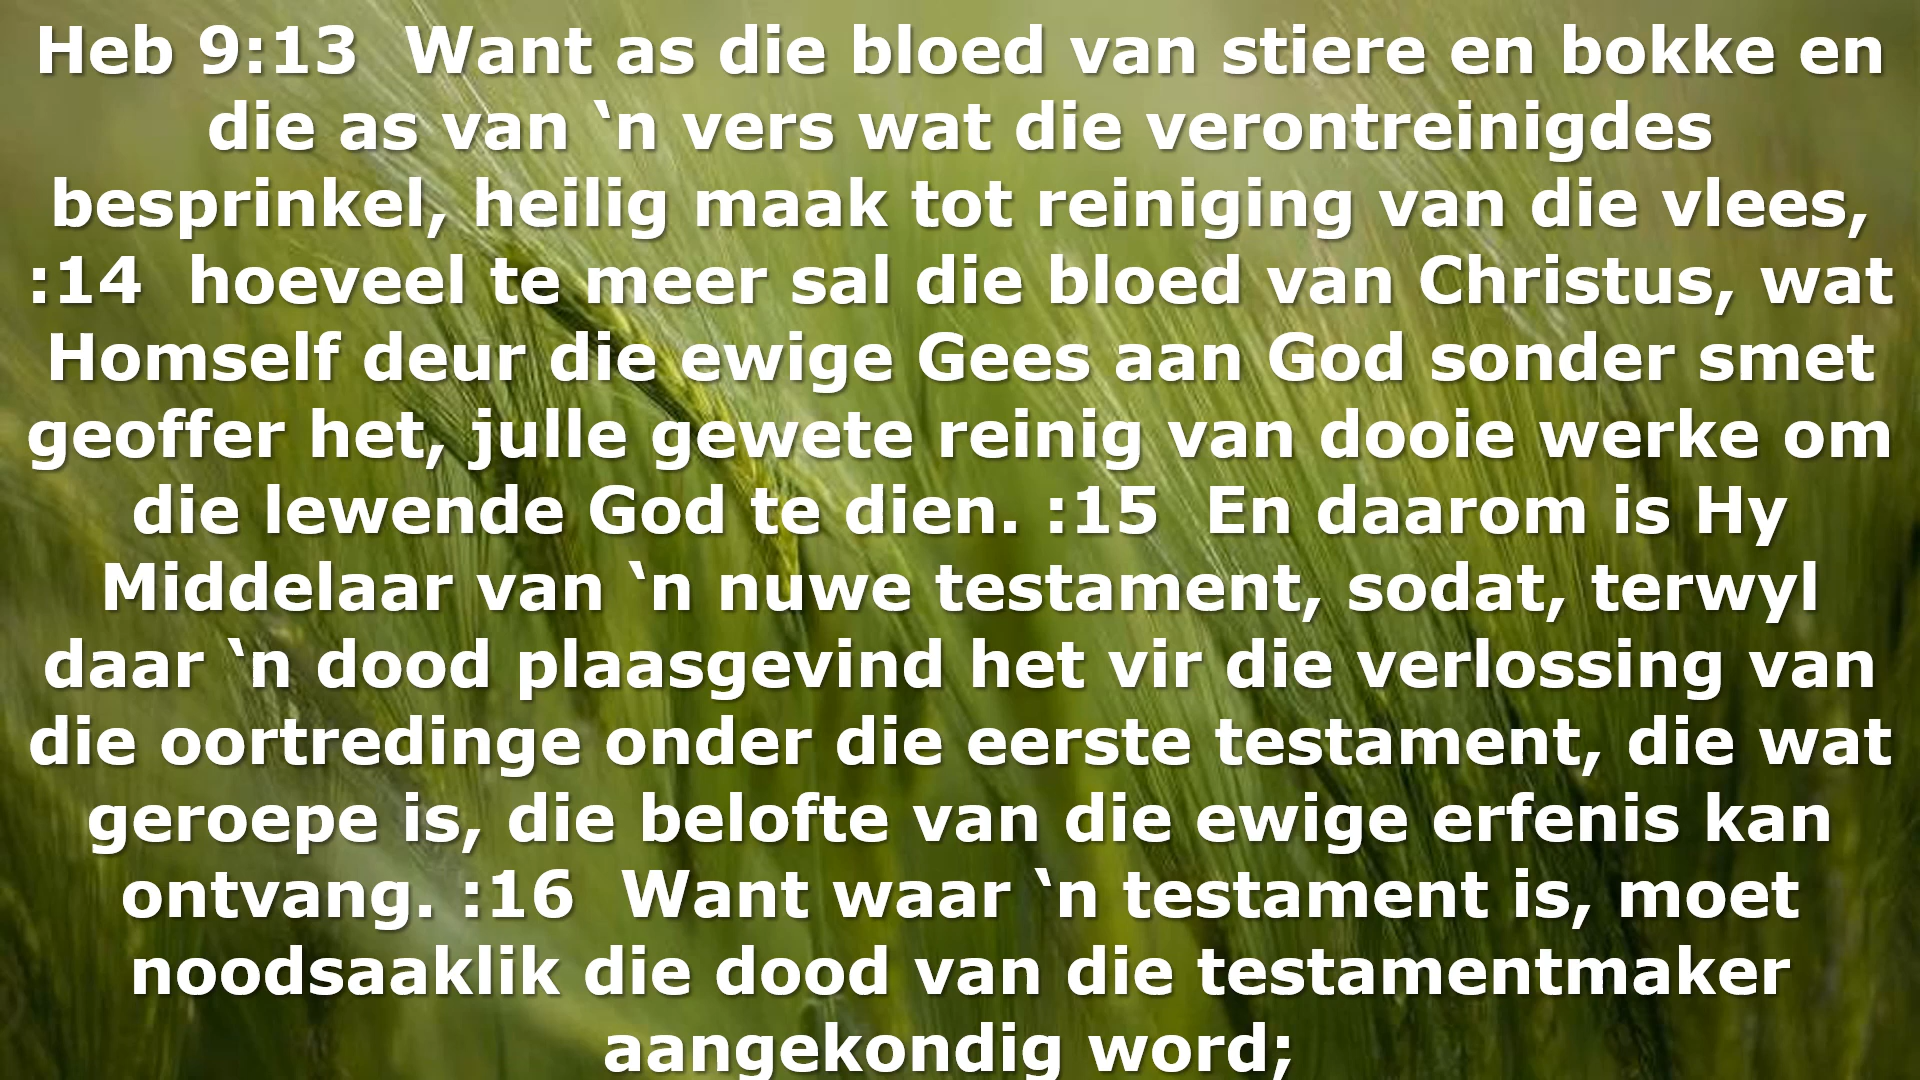 Heb 9:13  Want as die bloed van stiere en bokke en
die as van ‘n vers wat die verontreinigdes
besprinkel, heilig maak tot reiniging van die vlees,
:14  hoeveel te meer sal die bloed van Christus, wat
Homself deur die ewige Gees aan God sonder smet
geoffer het, julle gewete reinig van dooie werke om
die lewende God te dien. :15  En daarom is Hy
Middelaar van ‘n nuwe testament, sodat, terwyl
daar ‘n dood plaasgevind het vir die verlossing van
die oortredinge onder die eerste testament, die wat
geroepe is, die belofte van die ewige erfenis kan
ontvang. :16  Want waar ‘n testament is, moet
noodsaaklik die dood van die testamentmaker
aangekondig word;